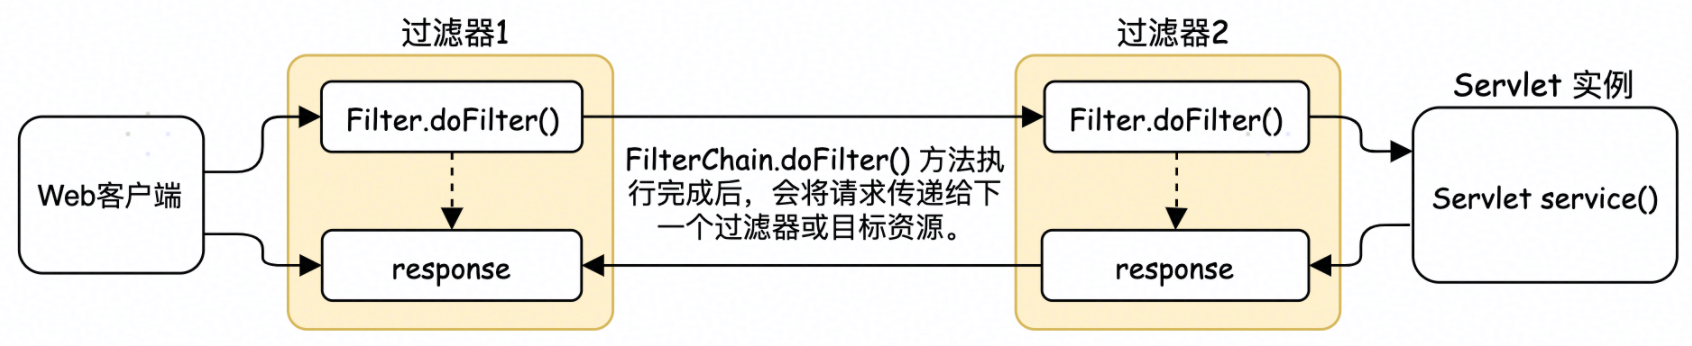 过滤器1
过滤器2
Servlet 实例
Web客户端
Filter.doFilter()
response
FilterChain.doFilter() 方法执
行完成后，会将请求传递给下
一个过滤器或目标资源。
Filter.doFilter()
response
Servlet service()